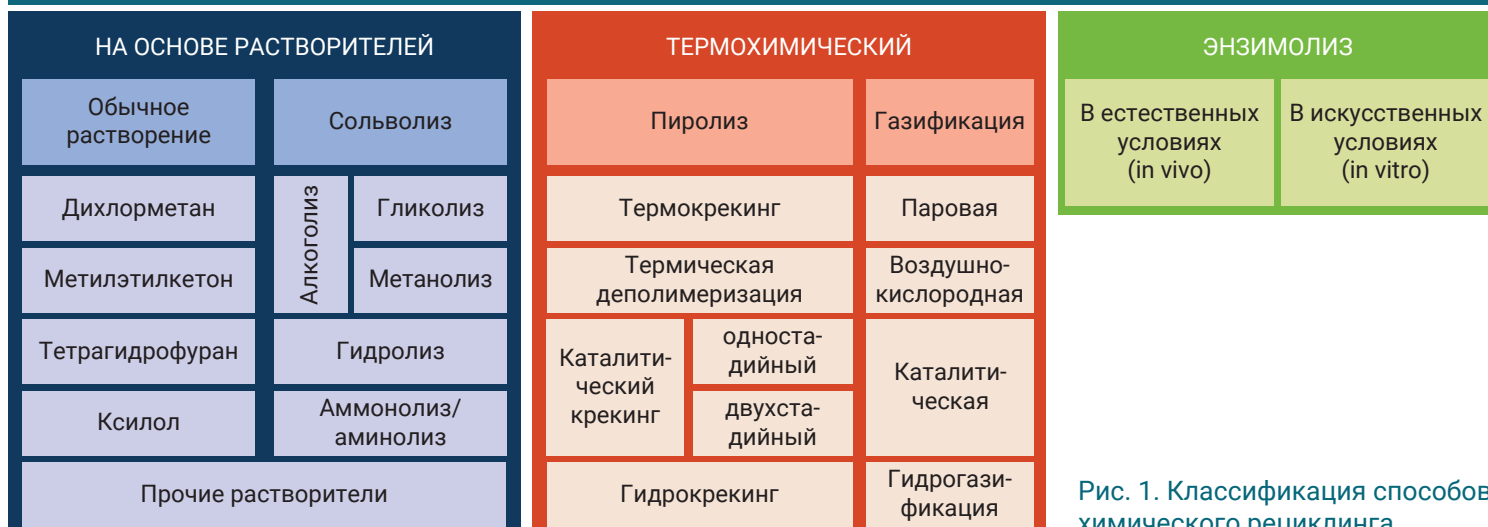 НА ОСНОВЕ РАСТВОРИТЕЛЕЙ
Обычное
растворение
Сольволиз
Дихлорметан
Метилэтилкетон
Тетрагидрофуран
Ксилол
Алкоголиз
Гликолиз
Метанолиз
Гидролиз
Аммонолиз/
аминолиз
Прочие растворители
ТЕРМОХИМИЧЕСКИЙ
Пиролиз
Газификация
Термокрекинг
Термическая
деполимеризация
Каталити-
ческий
крекинг
односта-
дийный
двухста-
дийный
Гидрокрекинг
Паровая
Воздушно-
кислородная
Каталити-
ческая
Гидрогази-
фикация
ЭНЗИМОЛИЗ
В естественных
условиях
(in vivo)
В искусственных
условиях
(in vitro)
Рис. 1. Классификация способов
химического рециклинга